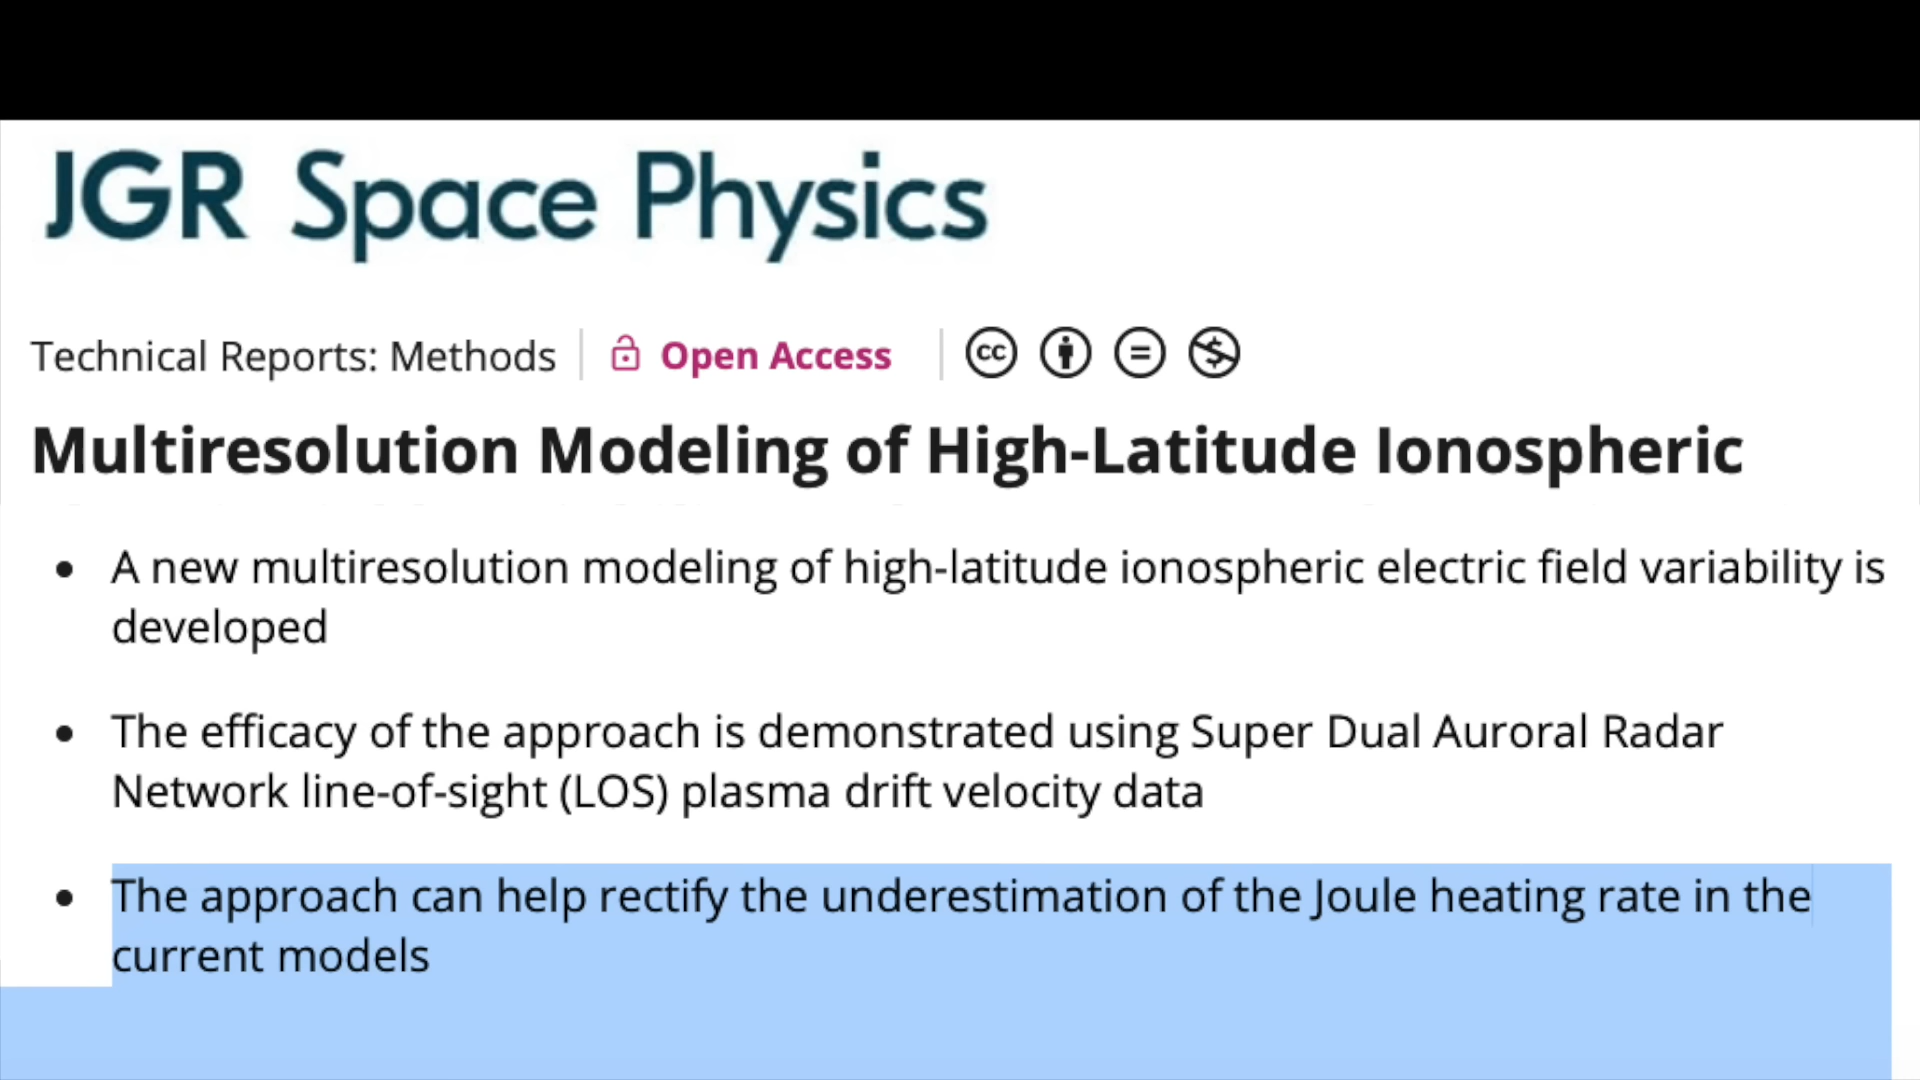 JGR Space Physics
Technical Reports: Methods Open Access
Multiresolution Modeling of High-Latitude Ionospheric
• A new multiresolution modeling of high-latitude ionospheric electric field variability is
developed
• The efficacy of the approach is demonstrated using Super Dual Auroral Radar
Network line-of-sight (LOS) plasma drift velocity data
• The approach can help rectify the underestimation of the Joule heating rate in the
current models